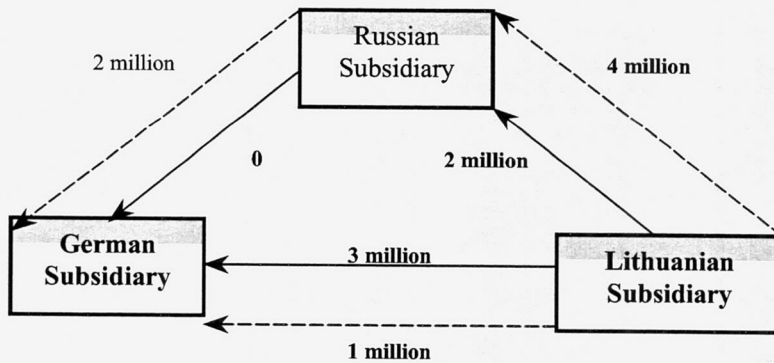 Russian
Subsidiary
2 million
4 million
0
2 million
German
Subsidiary
3 million
Lithuanian
Subsidiary
1 million